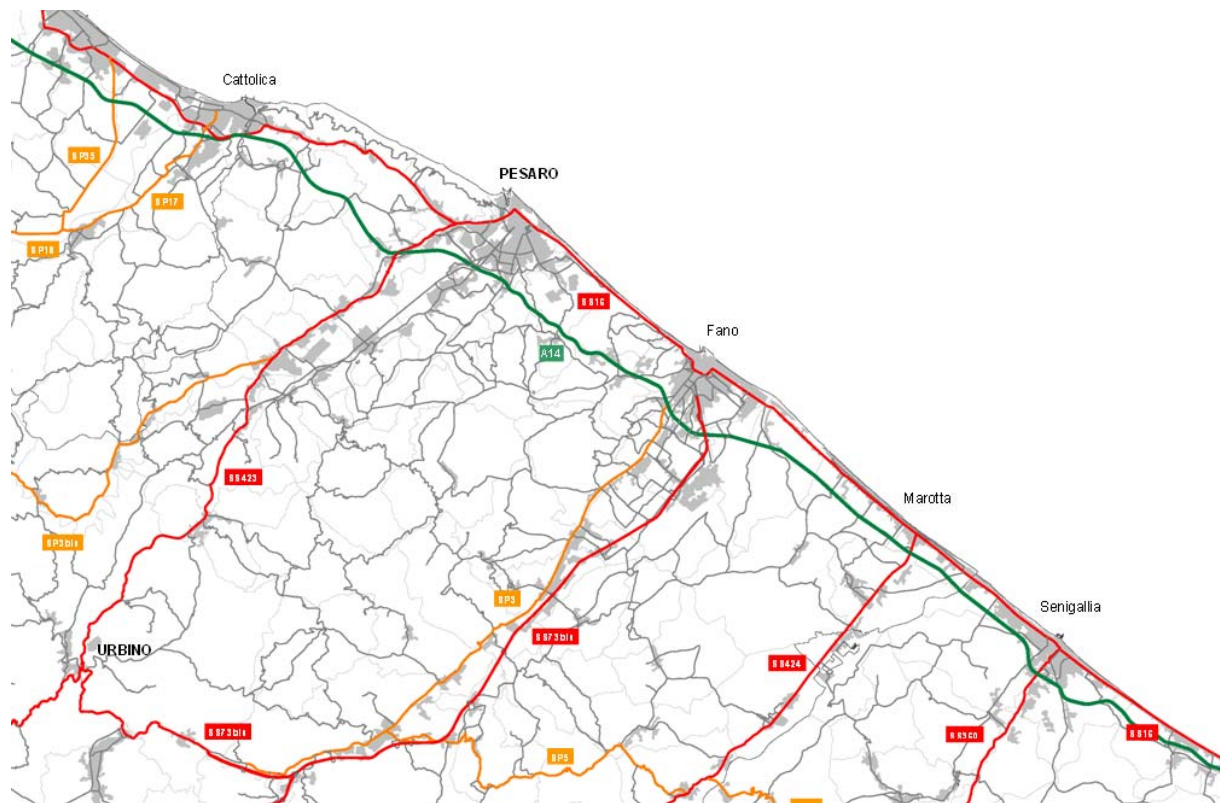 Cattolica
SP35
PESARO
SP17
SP18
SS16
Fano
A14
SS423
Marotta
SP3bis
SP3
Senigallia
SS73bis
URBINO
SS424
SS73bis
SS16
SS360
SP5